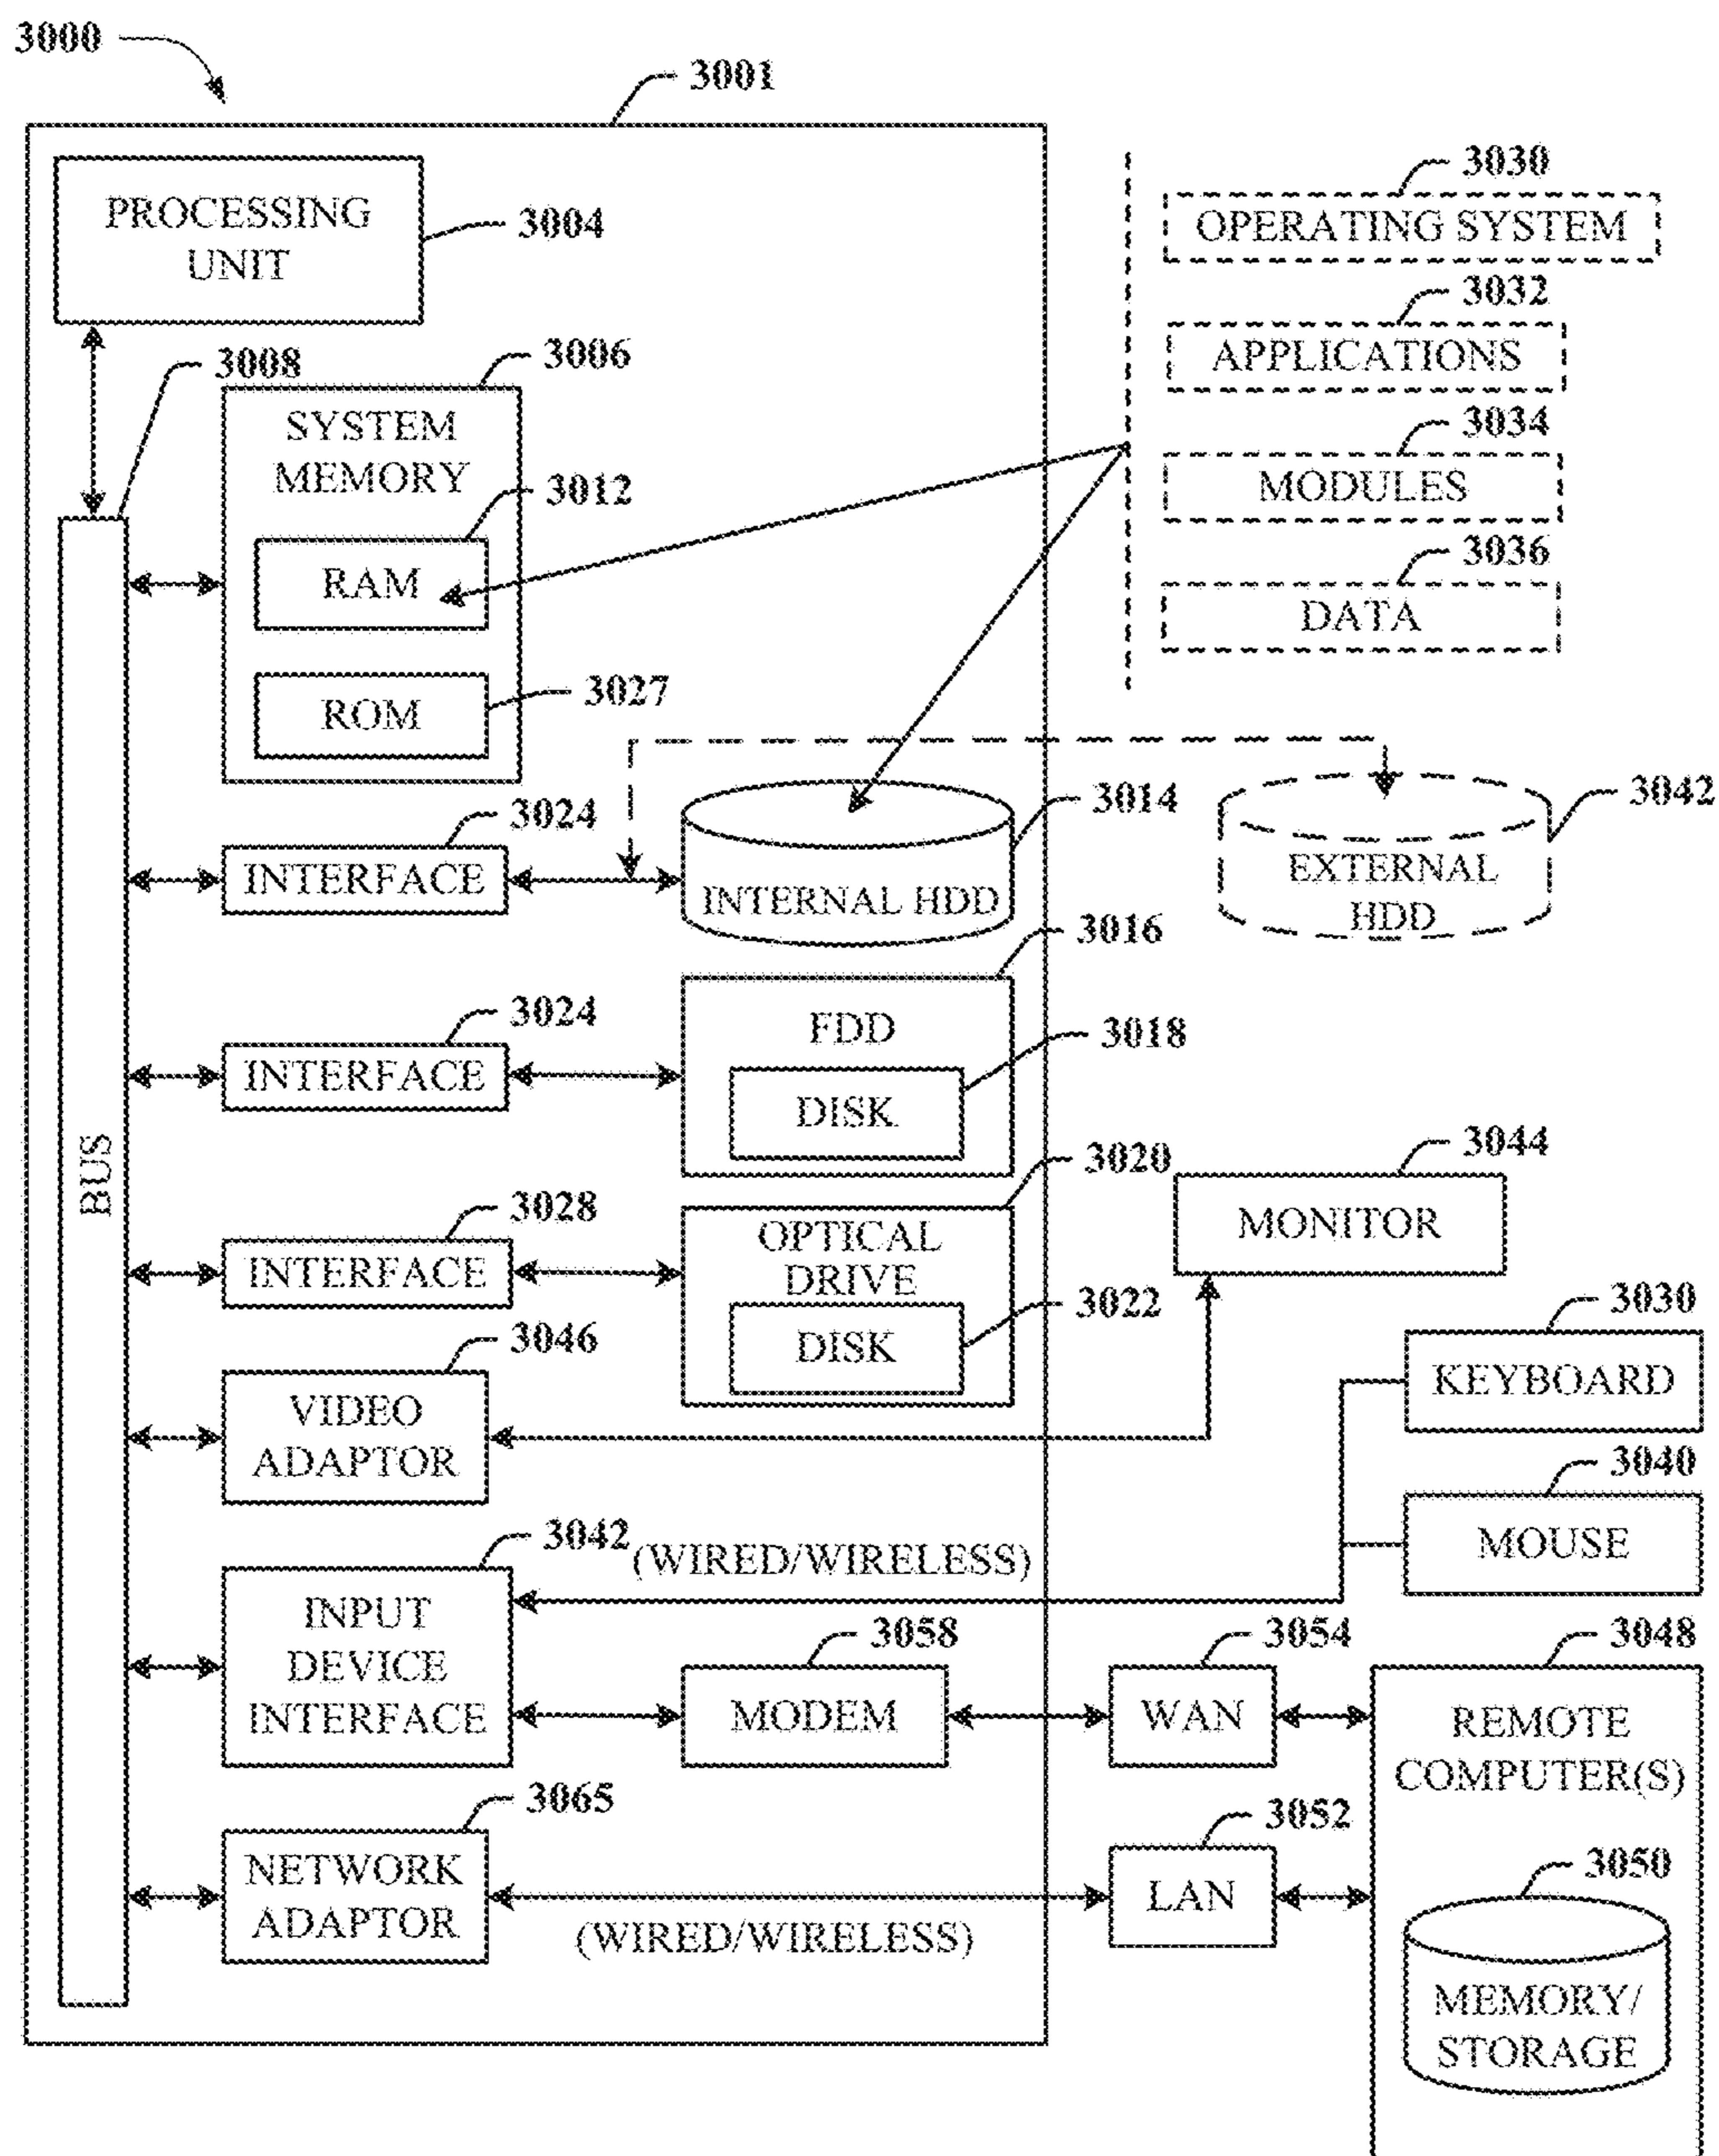 3000
3001
PROCESSING
UNIT
3004
3030
OPERATING SYSTEM
3032
APPLICATIONS
3034
MODULES
3036
DATA
3008
3006
SYSTEM
MEMORY
3012
RAM
3027
ROM
BUS
3024
INTERFACE
3014
INTERNAL HDD
3042
EXTERNAL
HDD
3024
INTERFACE
3016
FDD
3018
DISK
3028
INTERFACE
3020
OPTICAL
DRIVE
3022
DISK
3044
MONITOR
3046
VIDEO
ADAPTOR
3030
KEYBOARD
3040
MOUSE
3042
(WIRED/WIRELESS)
INPUT
DEVICE
INTERFACE
3058
MODEM
3054
WAN
3048
REMOTE
COMPUTER(S)
3065
NETWORK
ADAPTOR
(WIRED/WIRELESS)
3052
LAN
3050
MEMORY/
STORAGE